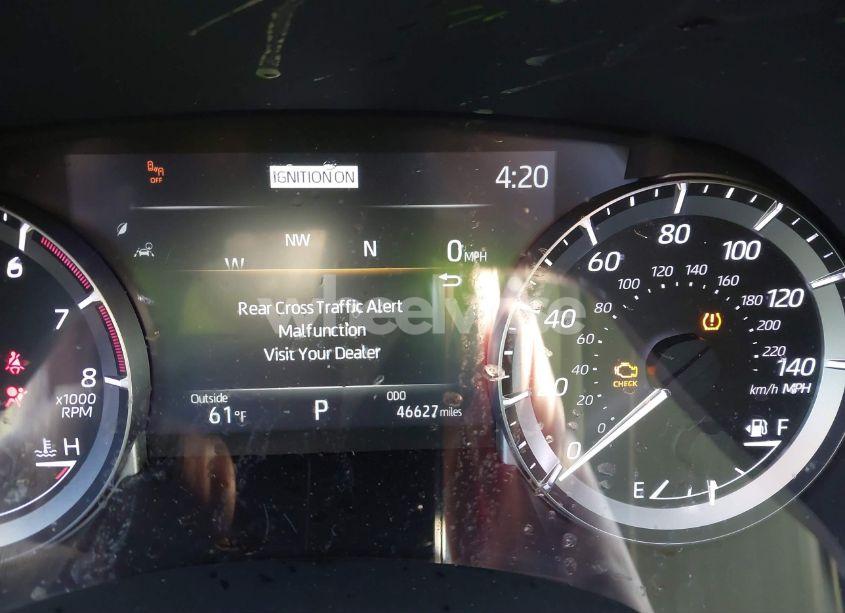 OFF
IGNITION ON
4:20
NW
W
N
0 MPH
Rear Cross Traffic Alert
Malfunction
Visit Your Dealer
Outside
61°F
P
ODO
46627 miles
6
7
8
x1000
RPM
H
0
20
40
60
80
100
120
140
km/h MPH
0
40
60
80
100
120
140
160
180
200
220
CHECK
E
F